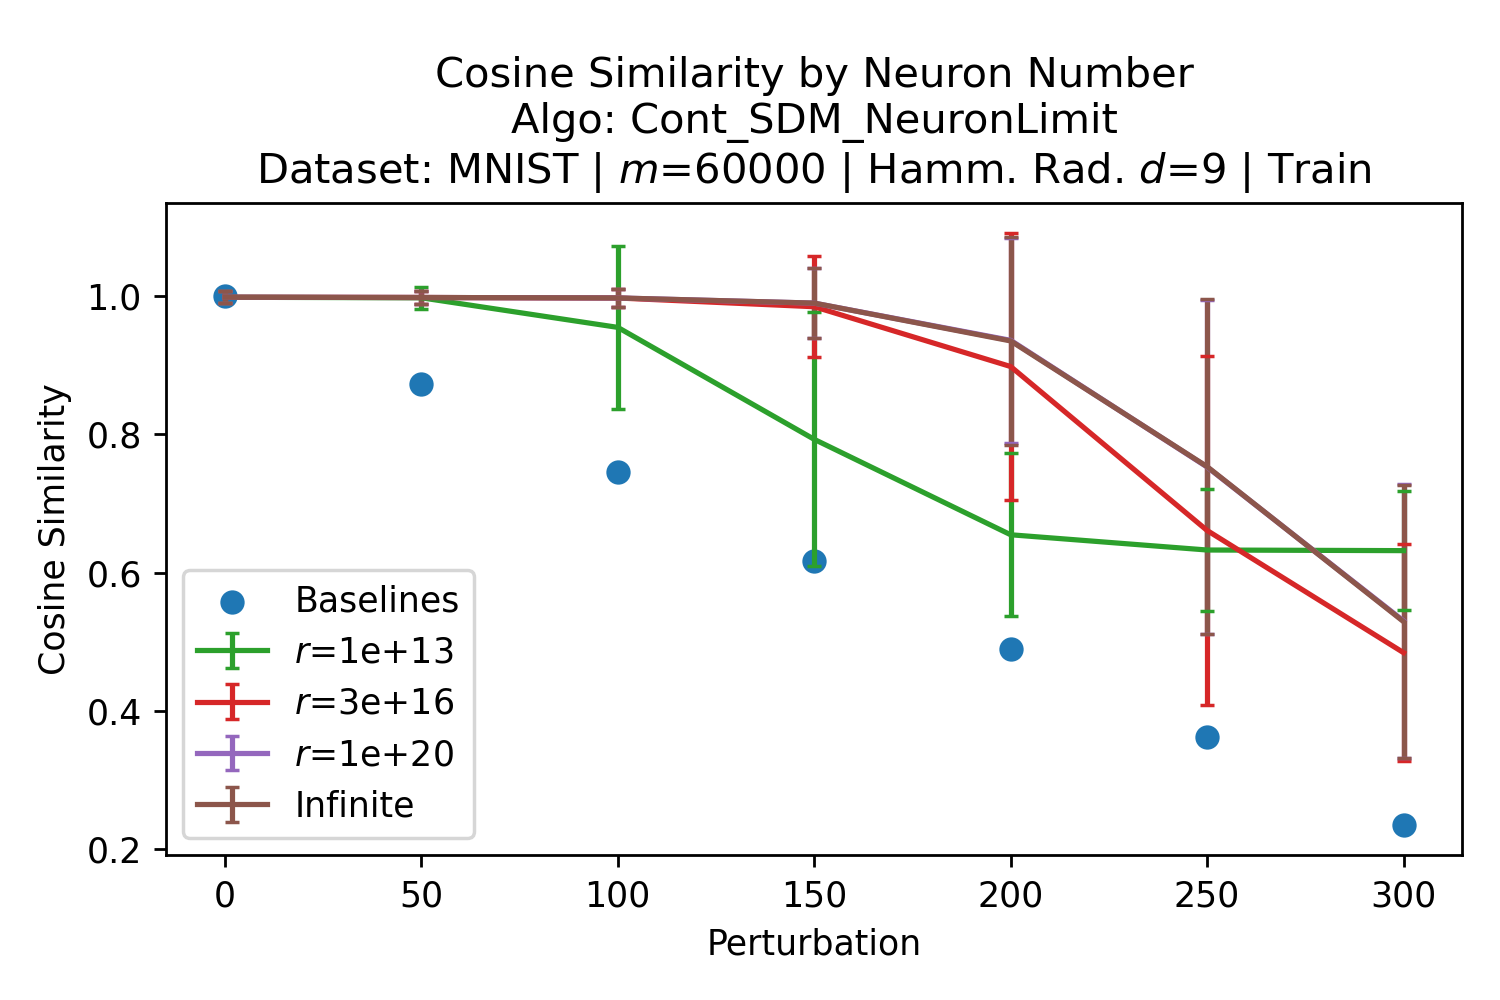 Cosine Similarity by Neuron Number
Algo: Cont_SDM_NeuronLimit
Dataset: MNIST | m=60000 | Hamm. Rad. d=9 | Train
Cosine Similarity
1.0
0.8
0.6
0.4
0.2
Baselines
r=1e+13
r=3e+16
r=1e+20
Infinite
0 50 100 150 200 250 300
Perturbation